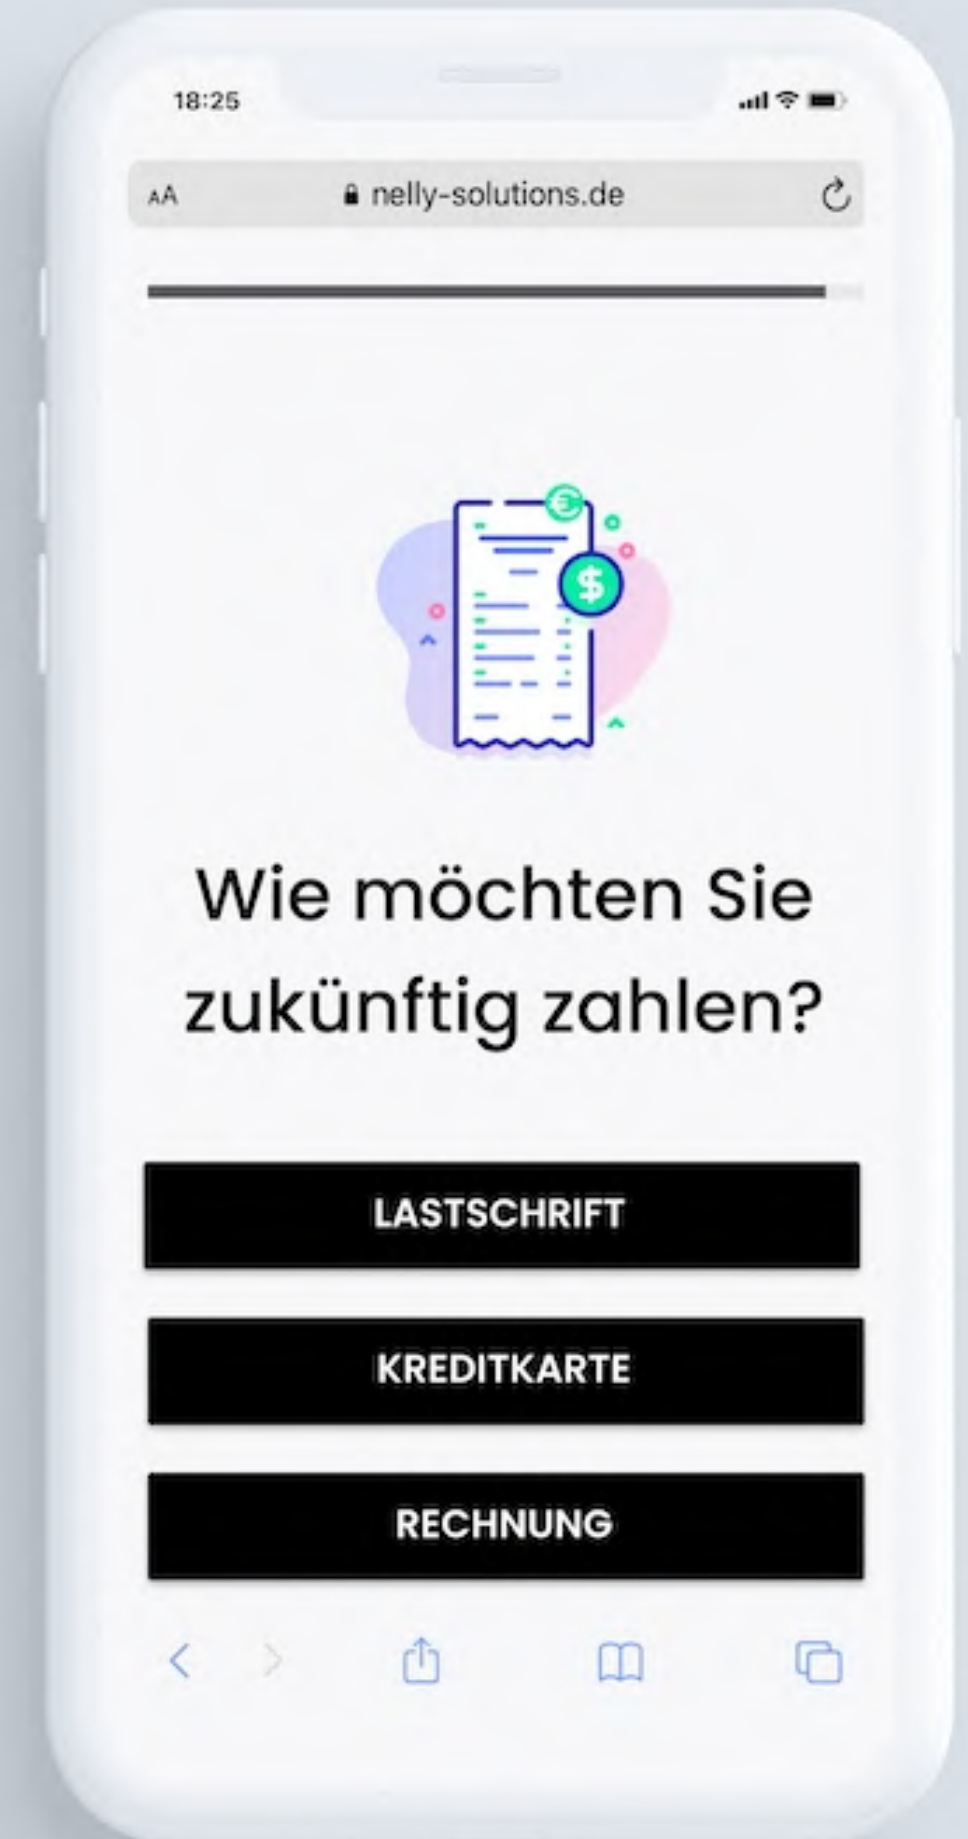 18:25
AA nelly-solutions.de
€
$
Wie möchten Sie
zukünftig zahlen?
LASTSCHRIFT
KREDITKARTE
RECHNUNG